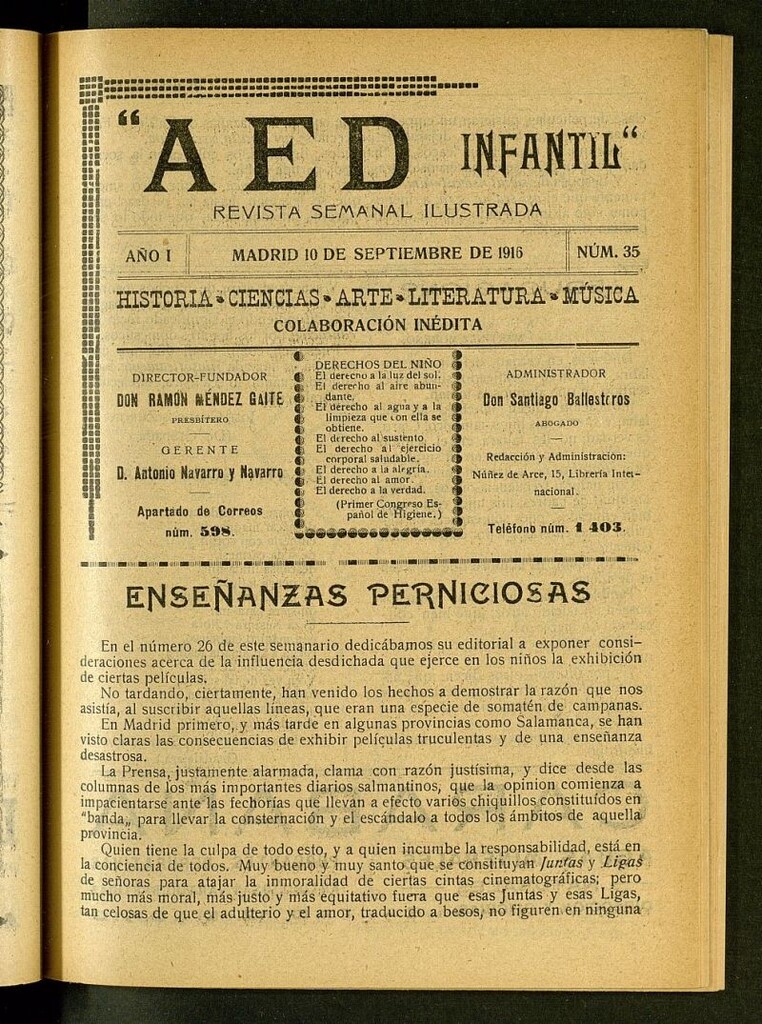 "AED INFANTIL"
REVISTA SEMANAL ILUSTRADA
AÑO I MADRID 10 DE SEPTIEMBRE DE 1916 NÚM. 35
HISTORIA • CIENCIAS • ARTE • LITERATURA • MÚSICA
COLABORACIÓN INÉDITA
DIRECTOR-FUNDADOR
DON RAMÓN MÉNDEZ GAITE
PRESBÍTERO
GERENTE
D. Antonio Navarro y Navarro
Apartado de Correos
núm. 598.
DERECHOS DEL NIÑO
El derecho a la luz del sol.
El derecho al aire abun-
dante.
El derecho al agua y a la
limpieza que con ella se
obtiene.
El derecho al sustento
El derecho al ejercicio
corporal saludable.
El derecho a la alegria.
El derecho al amor.
El derecho a la verdad.
(Primer Congreso Es-
pañol de Higiene.)
ADMINISTRADOR
Don Santiago Ballesteros
ABOGADO
Redacción y Administración:
Núñez de Arce, 15, Librería Inter-
nacional.
Teléfono núm. 1 403.
ENSEÑANZAS PERNICIOSAS
En el número 26 de este semanario dedicábamos su editorial a exponer consi-
deraciones acerca de la influencia desdichada que ejerce en los niños la exhibición
de ciertas películas.
No tardando, ciertamente, han venido los hechos a demostrar la razón que nos
asistía, al suscribir aquellas líneas, que eran una especie de somatén de campanas.
En Madrid primero, y más tarde en algunas provincias como Salamanca, se han
visto claras las consecuencias de exhibir películas truculentas y de una enseñanza
desastrosa.
La Prensa, justamente alarmada, clama con razón justísima, y dice desde las
columnas de los más importantes diarios salmantinos, que la opinion comienza a
impacientarse ante las fechorías que llevan a efecto varios chiquillos constituídos en
"banda„ para llevar la consternación y el escándalo a todos los ámbitos de aquella
provincia.
Quien tiene la culpa de todo esto, y a quien incumbe la responsabilidad, está en
la conciencia de todos. Muy bueno y muy santo que se constituyan Juntas y Ligas
de señoras para atajar la inmoralidad de ciertas cintas cinematográficas; pero
mucho más moral, más justo y más equitativo fuera que esas Juntas y esas Ligas,
tan celosas de que el adulterio y el amor, traducido a besos, no figuren en ninguna